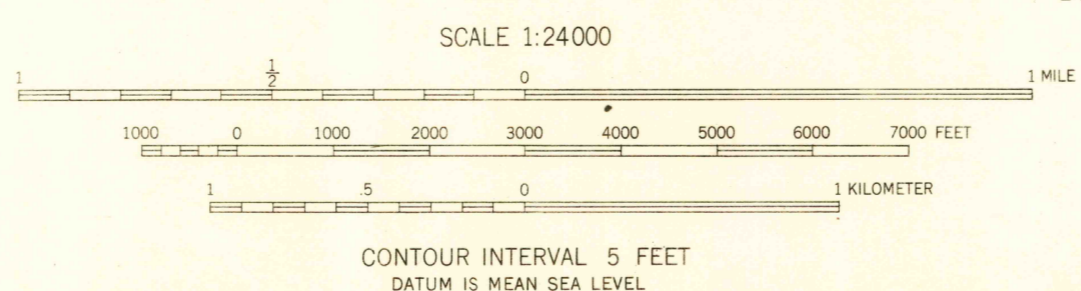 SCALE 1:24000
1 1/2 0 1 MILE
1000 0 1000 2000 3000 4000 5000 6000 7000 FEET
1 .5 0 1 KILOMETER
CONTOUR INTERVAL 5 FEET
DATUM IS MEAN SEA LEVEL